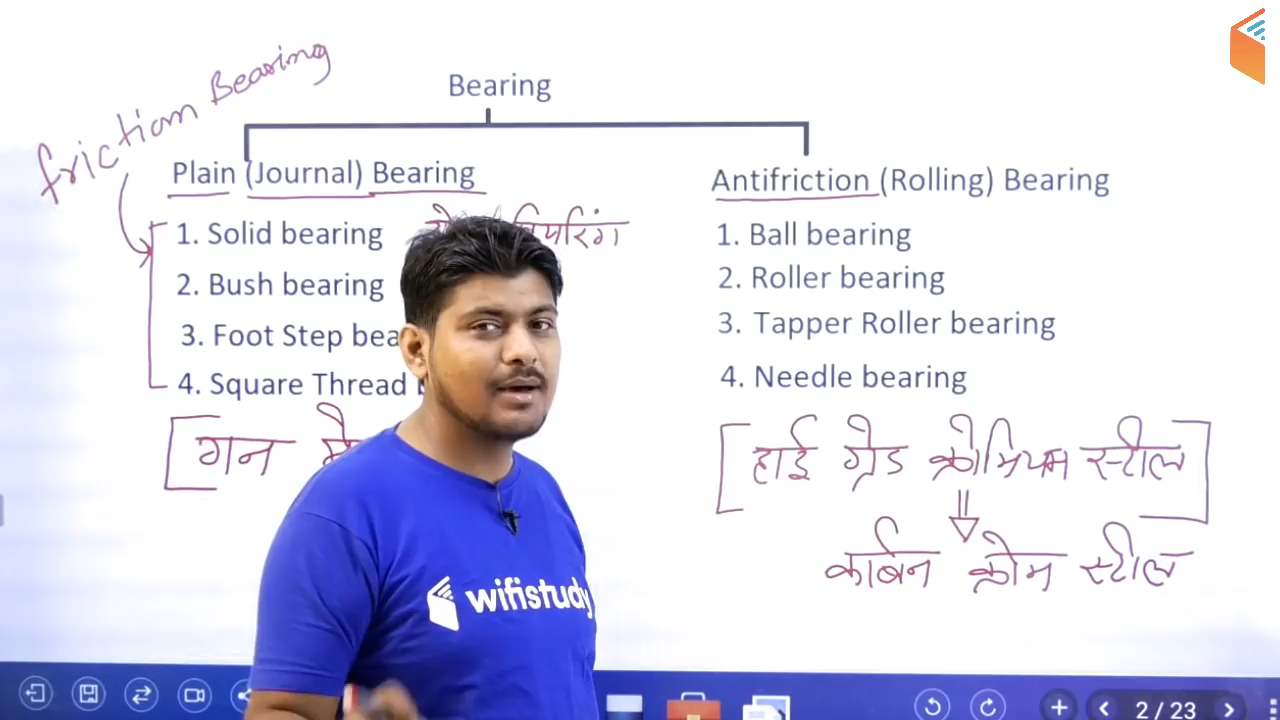 friction Bearing
Bearing
Plain (Journal) Bearing
1. Solid bearing
बियरिंग
2. Bush bearing
3. Foot Step bea
4. Square Thread
[गन
Antifriction (Rolling) Bearing
1. Ball bearing
2. Roller bearing
3. Tapper Roller bearing
4. Needle bearing
[हाई ग्रेड क्रोमियम स्टील]
कार्बन क्रोम स्टील
wifistudy
2 / 23